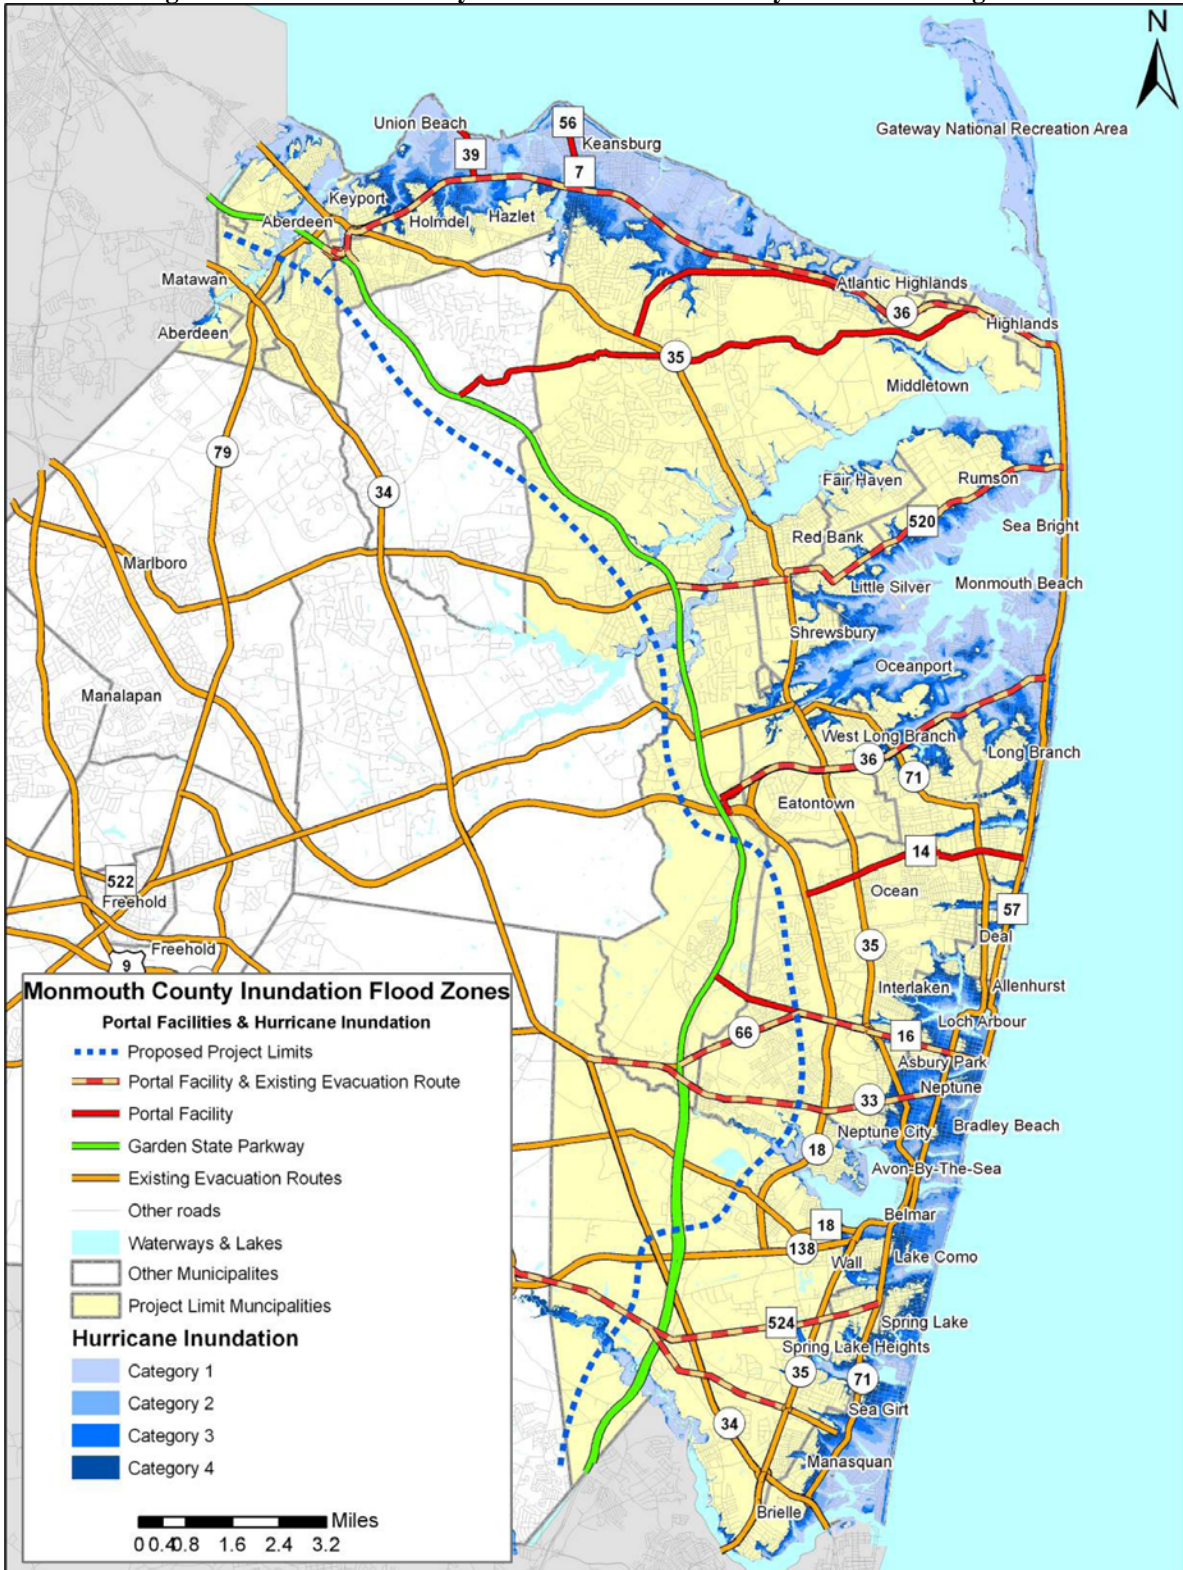 N
Union Beach
56
Keansburg
Gateway National Recreation Area
39
7
Keyport
Aberdeen
Holmdel
Hazlet
Matawan
Atlantic Highlands
36
Highlands
Aberdeen
35
Middletown
79
34
Fair Haven
Rumson
520
Sea Bright
Red Bank
Marlboro
Little Silver
Monmouth Beach
Shrewsbury
Oceanport
Manalapan
West Long Branch
Long Branch
36
71
Eatontown
14
522
Freehold
Ocean
57
Deal
Freehold
35
9
Interlaken
Allenhurst
Loch Arbour
66
16
Asbury Park
Neptune
33
Bradley Beach
Neptune City
18
Avon-By-The-Sea
Belmar
18
138
Wall
Lake Como
524
Spring Lake
Spring Lake Heights
35
71
Sea Girt
34
Manasquan
Brielle
Monmouth County Inundation Flood Zones
Portal Facilities & Hurricane Inundation
Proposed Project Limits
Portal Facility & Existing Evacuation Route
Portal Facility
Garden State Parkway
Existing Evacuation Routes
Other roads
Waterways & Lakes
Other Municipalites
Project Limit Muncipalities
Hurricane Inundation
Category 1
Category 2
Category 3
Category 4
Miles
0 0.40.8 1.6 2.4 3.2